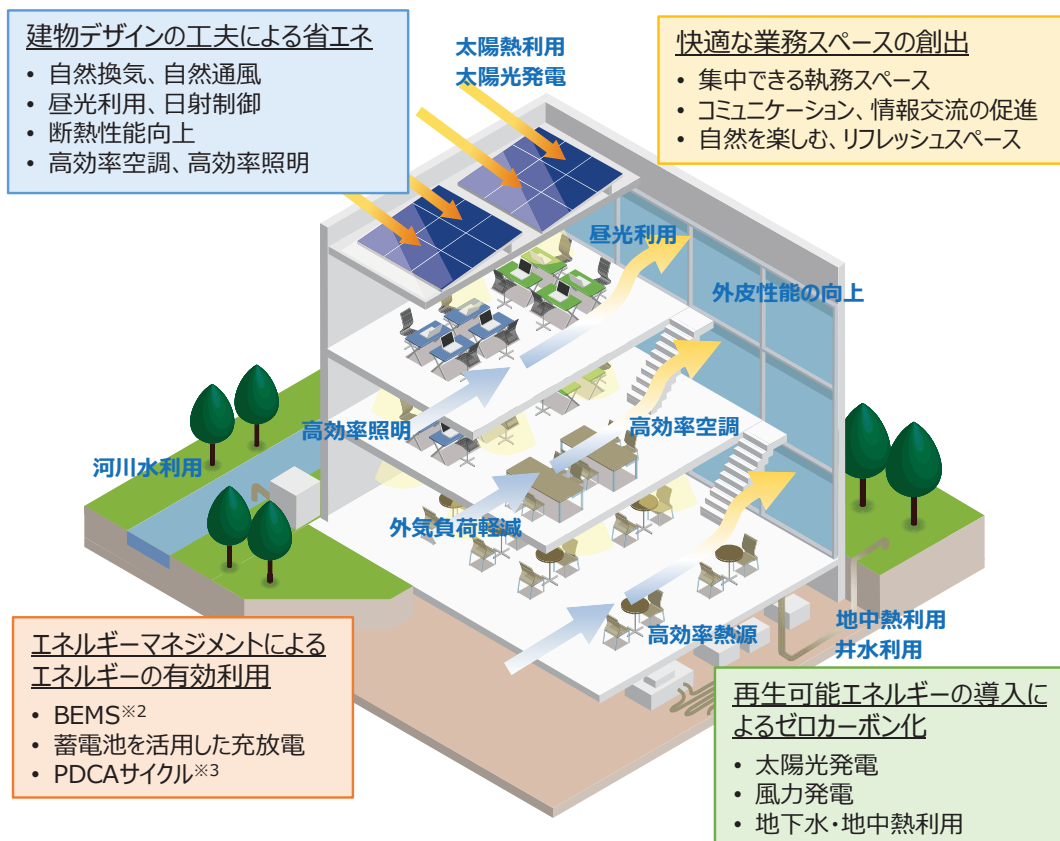 建物デザインの工夫による省エネ
• 自然換気、自然通風
• 昼光利用、日射制御
• 断熱性能向上
• 高効率空調、高効率照明
太陽熱利用
太陽光発電
快適な業務スペースの創出
• 集中できる執務スペース
• コミュニケーション、情報交流の促進
• 自然を楽しむ、リフレッシュスペース
昼光利用
外皮性能の向上
高効率照明
高効率空調
河川水利用
外気負荷軽減
高効率熱源
地中熱利用
井水利用
エネルギーマネジメントによる
エネルギーの有効利用
• BEMS※2
• 蓄電池を活用した充放電
• PDCAサイクル※3
再生可能エネルギーの導入に
よるゼロカーボン化
• 太陽光発電
• 風力発電
• 地下水・地中熱利用